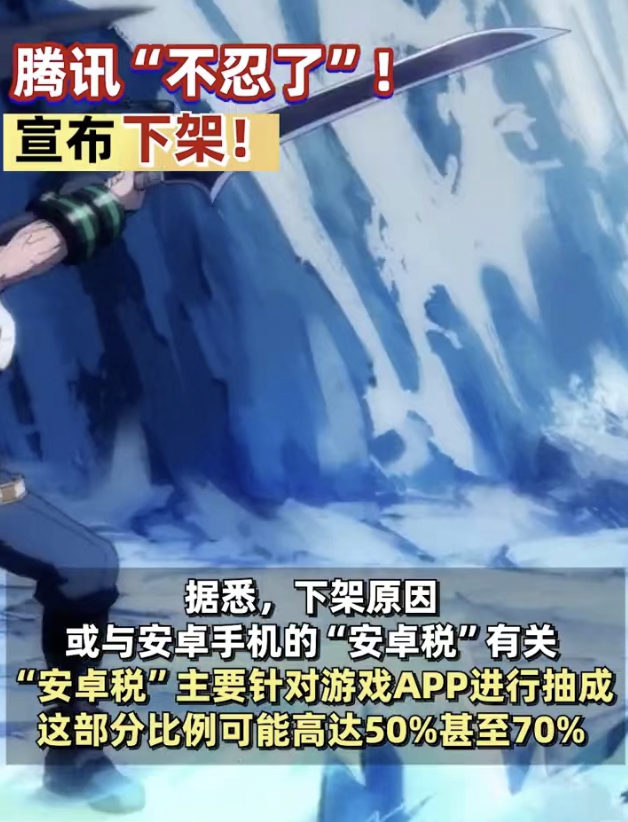 腾讯“不忍了”!
宣布下架!
据悉，下架原因
或与安卓手机的“安卓税”有关
“安卓税”主要针对游戏APP进行抽成
这部分比例可能高达50%甚至70%